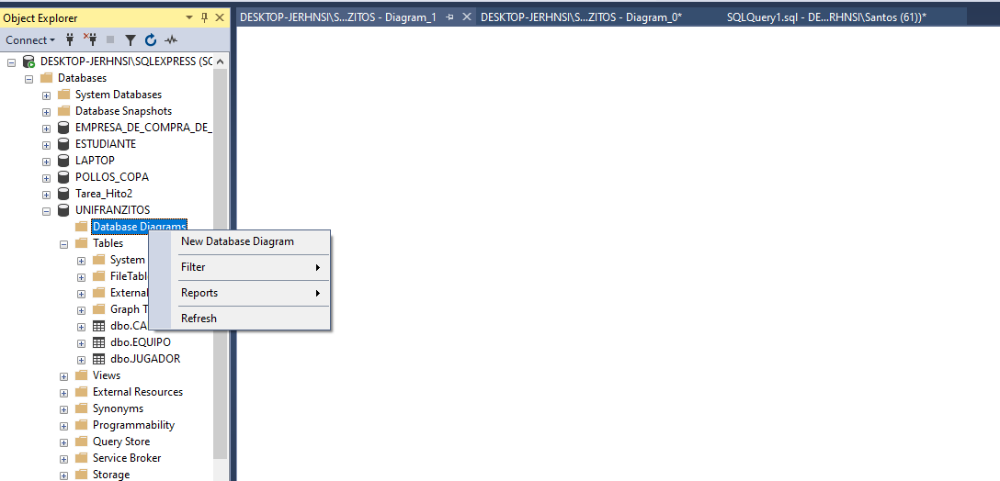 Object Explorer
Connect
DESKTOP-JERHNSI\SQLEXPRESS (SC
Databases
System Databases
Database Snapshots
EMPRESA_DE_COMPRA_DE_
ESTUDIANTE
LAPTOP
POLLOS_COPA
Tarea_Hito2
UNIFRANZITOS
Database Diagrams
Tables
System
FileTabl
External
Graph T
dbo.CA
dbo.EQUIPO
dbo.JUGADOR
Views
External Resources
Synonyms
Programmability
Query Store
Service Broker
Storage
New Database Diagram
Filter
Reports
Refresh
DESKTOP-JERHNSI\S...ZITOS - Diagram_1
DESKTOP-JERHNSI\S...ZITOS - Diagram_0*
SQLQuery1.sql - DE...RHNSI\Santos (61))*